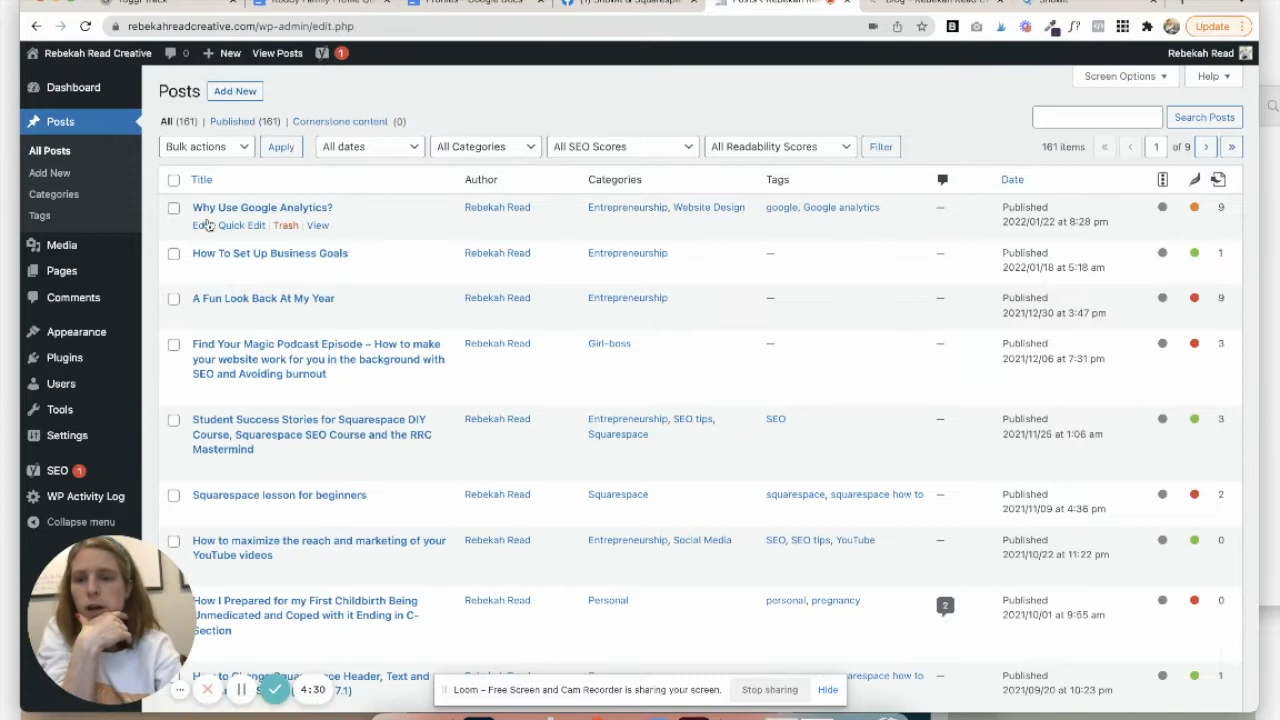 rebekahreadcreative.com/wp-admin/edit.php
Update
Rebekah Read Creative 0 New View Posts 1 Rebekah Read
Dashboard
Posts
All Posts
Add New
Categories
Tags
Media
Pages
Comments
Appearance
Plugins
Users
Tools
Settings
SEO 1
WP Activity Log
Collapse menu
Screen Options Help
Posts Add New
All (161) | Published (161) | Cornerstone content (0)
Search Posts
Bulk actions Apply All dates All Categories All SEO Scores All Readability Scores Filter 161 items « ‹ 1 of 9 › »
Title Author Categories Tags Date
Why Use Google Analytics? Rebekah Read Entrepreneurship, Website Design google, Google analytics — Published 9
2022/01/22 at 8:28 pm
Quick Edit | Trash | View
How To Set Up Business Goals Rebekah Read Entrepreneurship — — Published 1
2022/01/18 at 5:18 am
A Fun Look Back At My Year Rebekah Read Entrepreneurship — — Published 9
2021/12/30 at 3:47 pm
Find Your Magic Podcast Episode – How to make Rebekah Read Girl-boss — — Published 3
your website work for you in the background with 2021/12/06 at 7:31 pm
SEO and Avoiding burnout
Student Success Stories for Squarespace DIY Rebekah Read Entrepreneurship, SEO tips, SEO — Published 3
Course, Squarespace SEO Course and the RRC Squarespace 2021/11/25 at 1:06 am
Mastermind
Squarespace lesson for beginners Rebekah Read Squarespace squarespace, squarespace how to — Published 2
2021/11/09 at 4:36 pm
How to maximize the reach and marketing of your Rebekah Read Entrepreneurship, Social Media SEO, SEO tips, YouTube — Published 0
YouTube videos 2021/10/22 at 11:22 pm
How I Prepared for my First Childbirth Being Rebekah Read Personal personal, pregnancy 2 Published 0
Unmedicated and Coped with it Ending in C- 2021/10/01 at 9:55 am
Section
Header, Text and Published 1
7.1) 2021/09/20 at 10:23 pm
4:30
Loom – Free Screen and Cam Recorder is sharing your screen. Stop sharing Hide